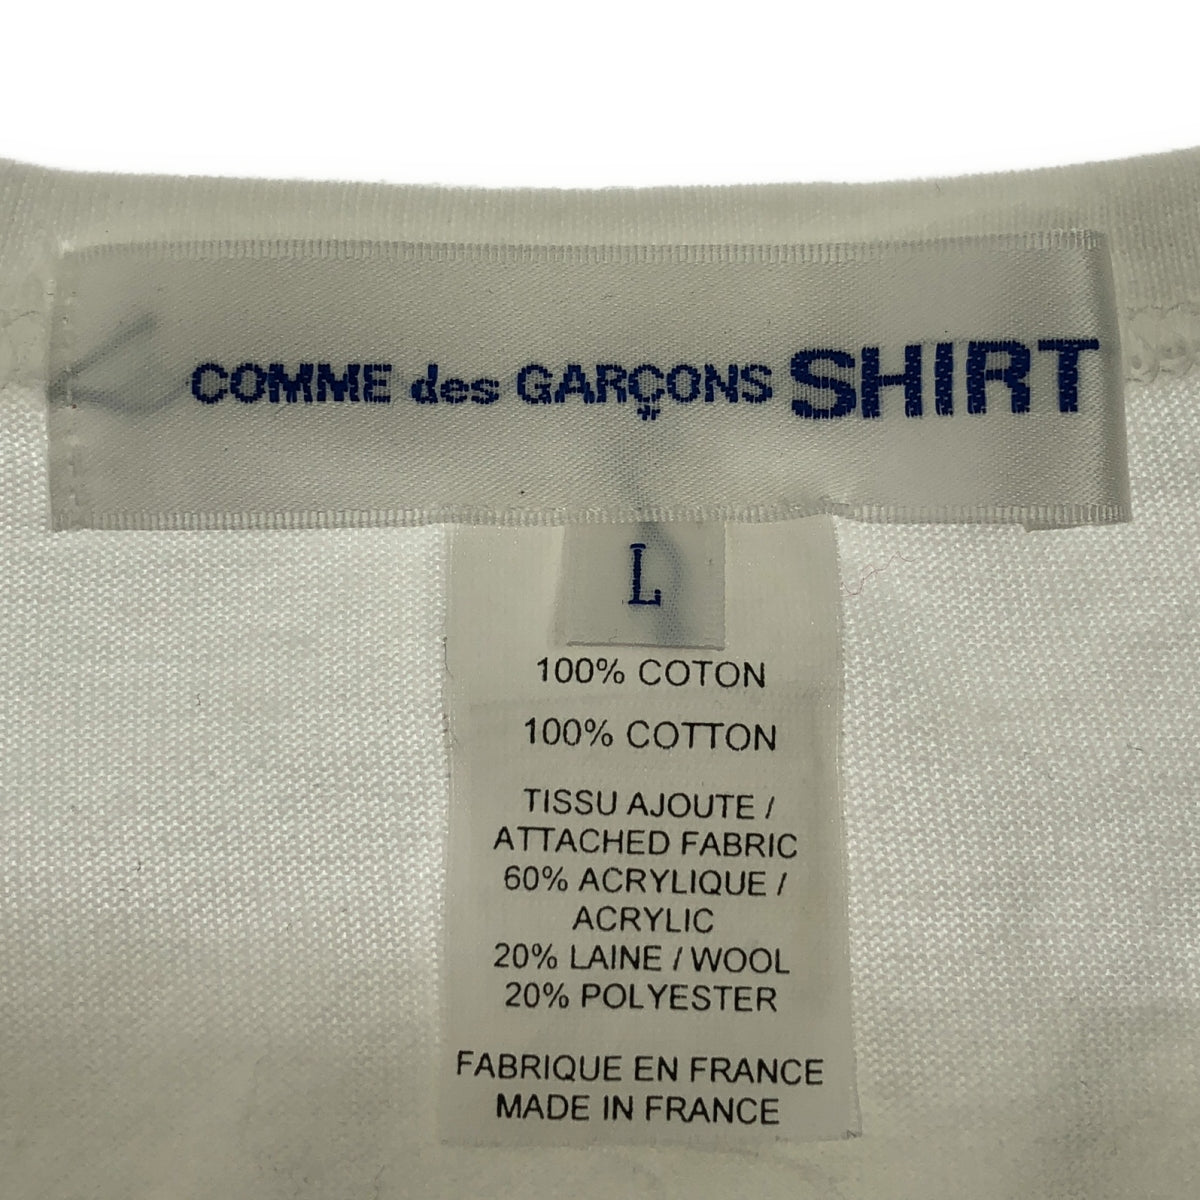 COMME des GARÇONS SHIRT
L
100% COTON
100% COTTON
TISSU AJOUTE /
ATTACHED FABRIC
60% ACRYLIQUE /
ACRYLIC
20% LAINE / WOOL
20% POLYESTER
FABRIQUE EN FRANCE
MADE IN FRANCE